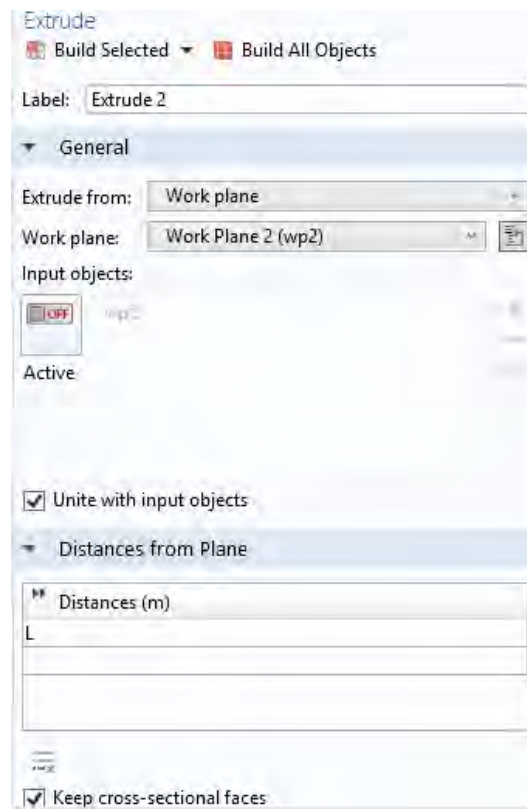 Extrude
Build Selected Build All Objects
Label: Extrude 2
General
Extrude from: Work plane
Work plane: Work Plane 2 (wp2)
Input objects:
OFF wp2
Active
Unite with input objects
Distances from Plane
Distances (m)
L
Keep cross-sectional faces